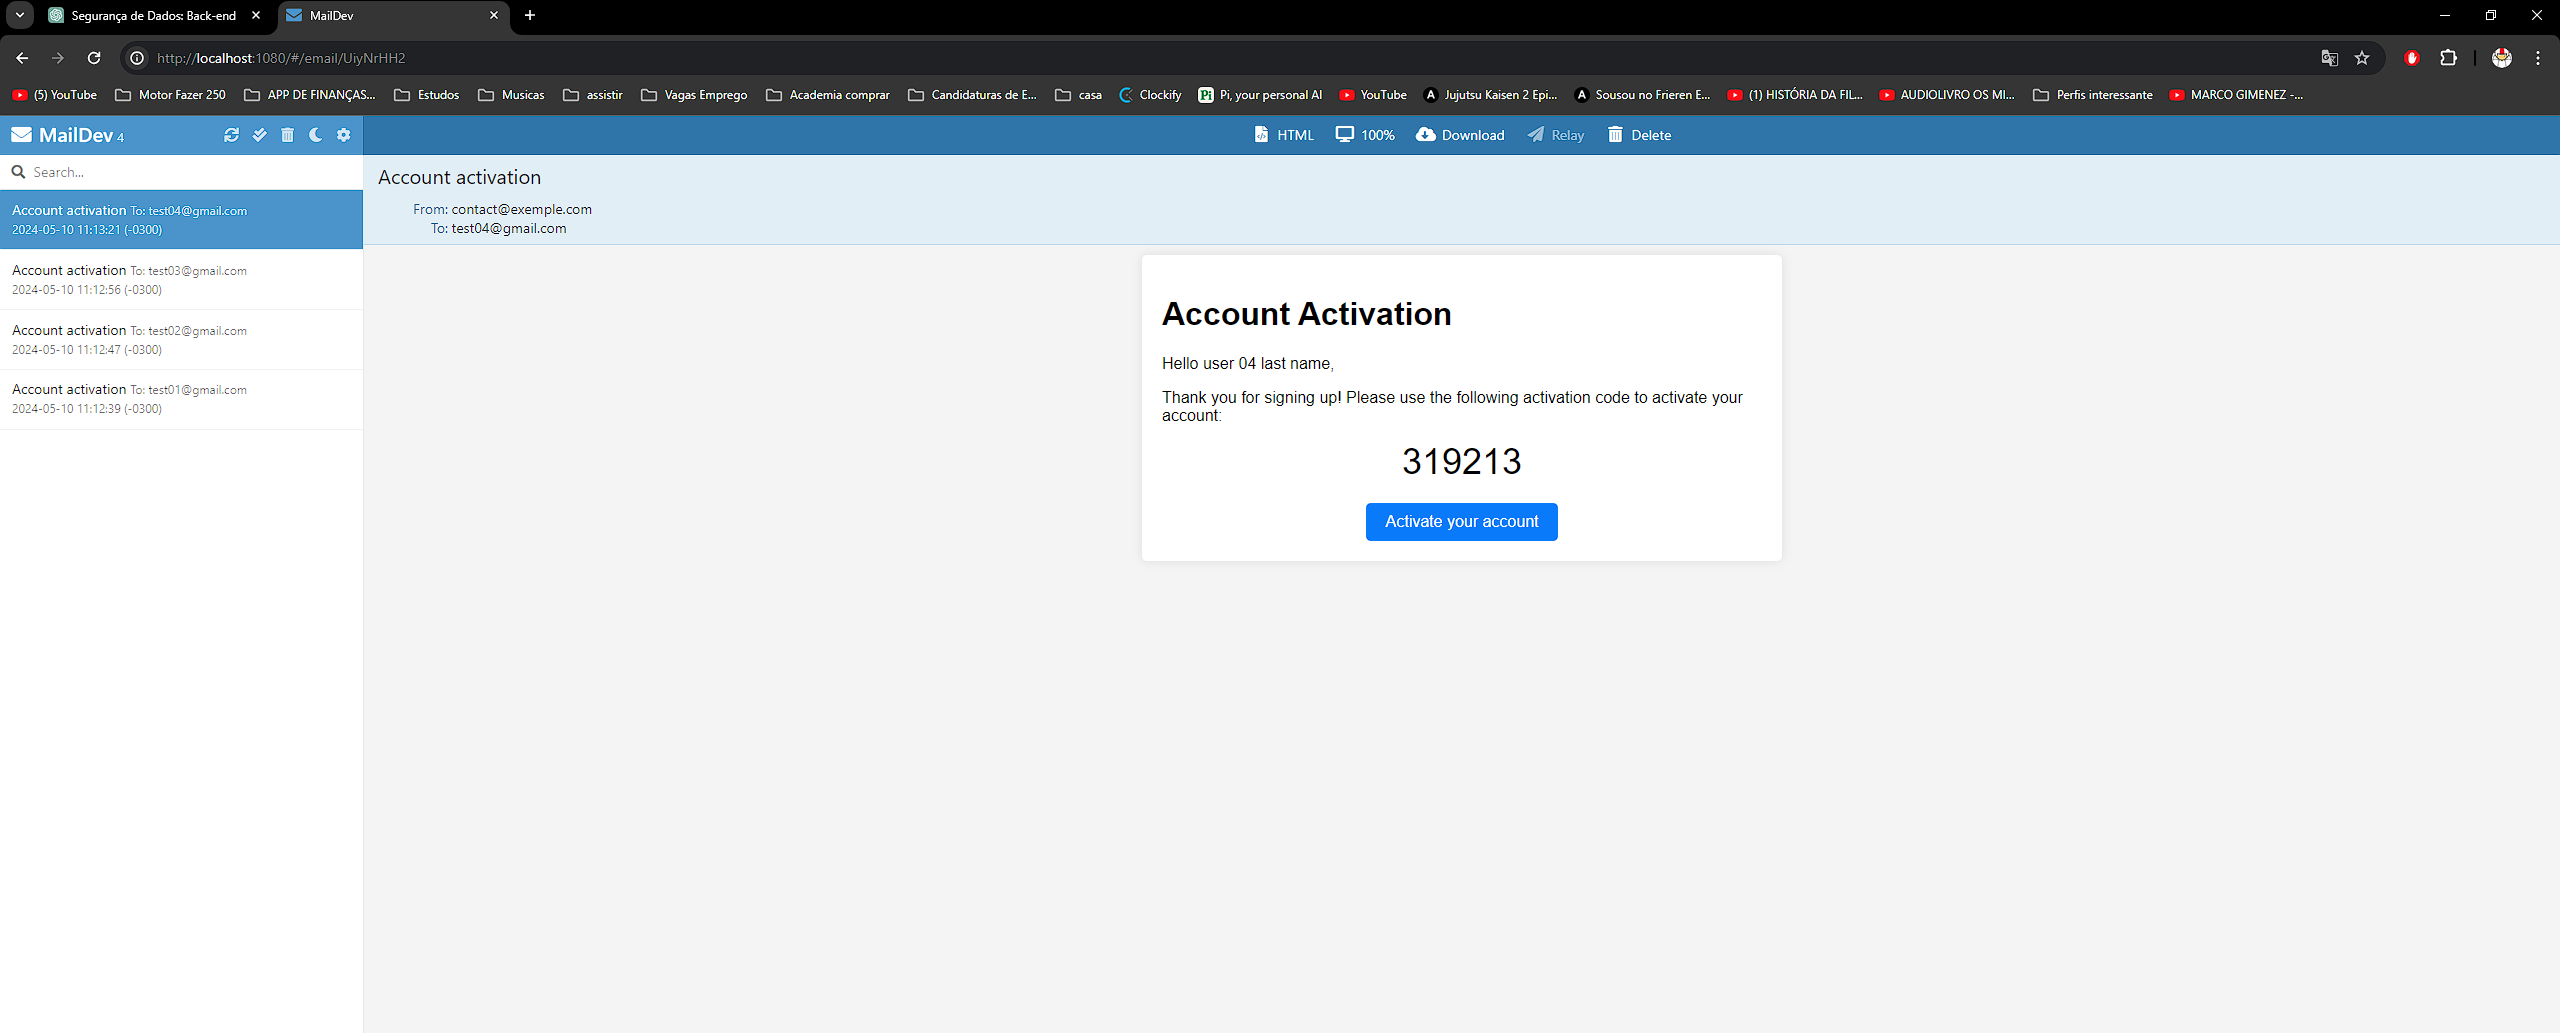 Segurança de Dados: Back-end
MailDev
http://localhost:1080/#/email/UiyNrHH2
(5) YouTube
Motor Fazer 250
APP DE FINANÇAS...
Estudos
Musicas
assistir
Vagas Emprego
Academia comprar
Candidaturas de E...
casa
Clockify
Pi, your personal AI
YouTube
Jujutsu Kaisen 2 Epi...
Sousou no Frieren E...
(1) HISTÓRIA DA FIL...
AUDIOLIVRO OS MI...
Perfis interessante
MARCO GIMENEZ -...
MailDev 4
HTML
100%
Download
Relay
Delete
Search...
Account activation To: test04@gmail.com
2024-05-10 11:13:21 (-0300)
Account activation To: test03@gmail.com
2024-05-10 11:12:56 (-0300)
Account activation To: test02@gmail.com
2024-05-10 11:12:47 (-0300)
Account activation To: test01@gmail.com
2024-05-10 11:12:39 (-0300)
Account activation
From: contact@exemple.com
To: test04@gmail.com
Account Activation
Hello user 04 last name,
Thank you for signing up! Please use the following activation code to activate your
account:
319213
Activate your account